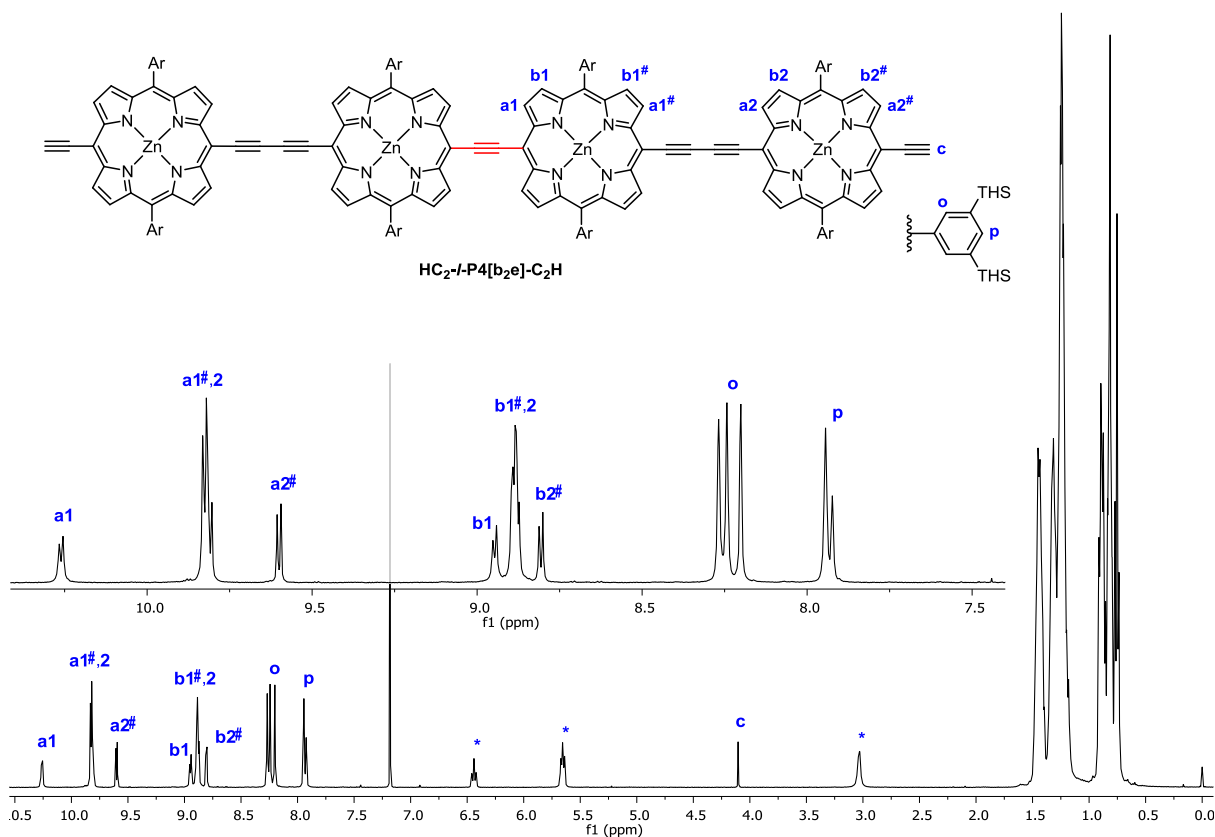 Ar Ar Ar Ar
b1 b1# b2 b2#
a1 a1# a2 a2#
N N N N N N N N
Zn Zn Zn Zn
c
N N N N N N N N
Ar Ar Ar Ar
o THS
p
THS
HC2-l-P4[b2e]-C2H
a1#,2
o
b1#,2
p
a2#
b2#
a1
b1
10.0 9.5 9.0 8.5 8.0 7.5
f1 (ppm)
a1#,2
b1#,2 o
p
a2#
b2#
a1 b1
* * c *
10.5 10.0 9.5 9.0 8.5 8.0 7.5 7.0 6.5 6.0 5.5 5.0 4.5 4.0 3.5 3.0 2.5 2.0 1.5 1.0 0.5 0.0
f1 (ppm)